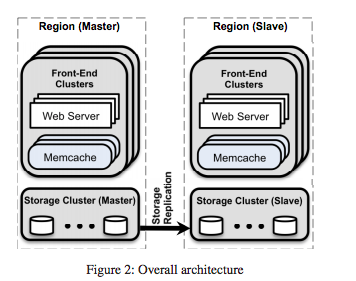 Region (Master)
Front-End
Clusters
Web Server
Memcache
Storage Cluster (Master)
Storage
Replication
Region (Slave)
Front-End
Clusters
Web Server
Memcache
Storage Cluster (Slave)
Figure 2: Overall architecture